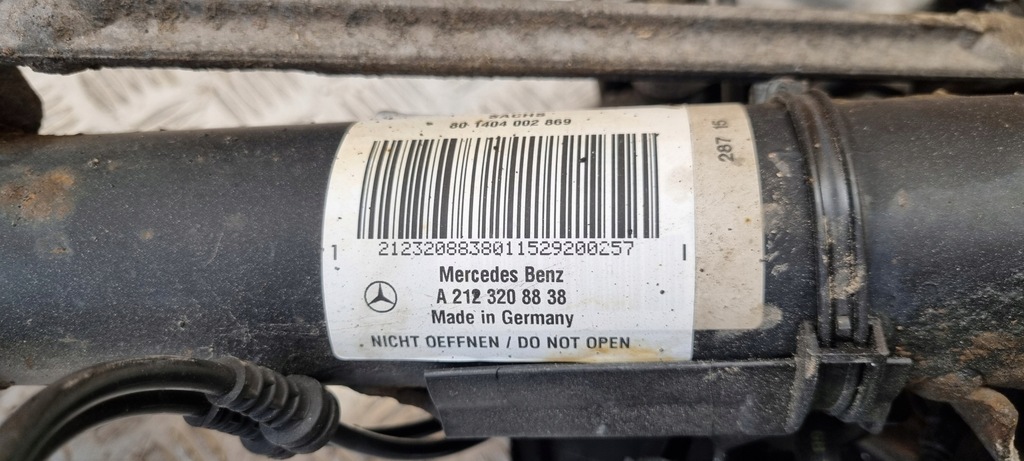 SACHS
80 1404 002 869
287 15
1 I
Mercedes Benz
A 212 320 88 38
Made in Germany
NICHT OEFFNEN / DO NOT OPEN